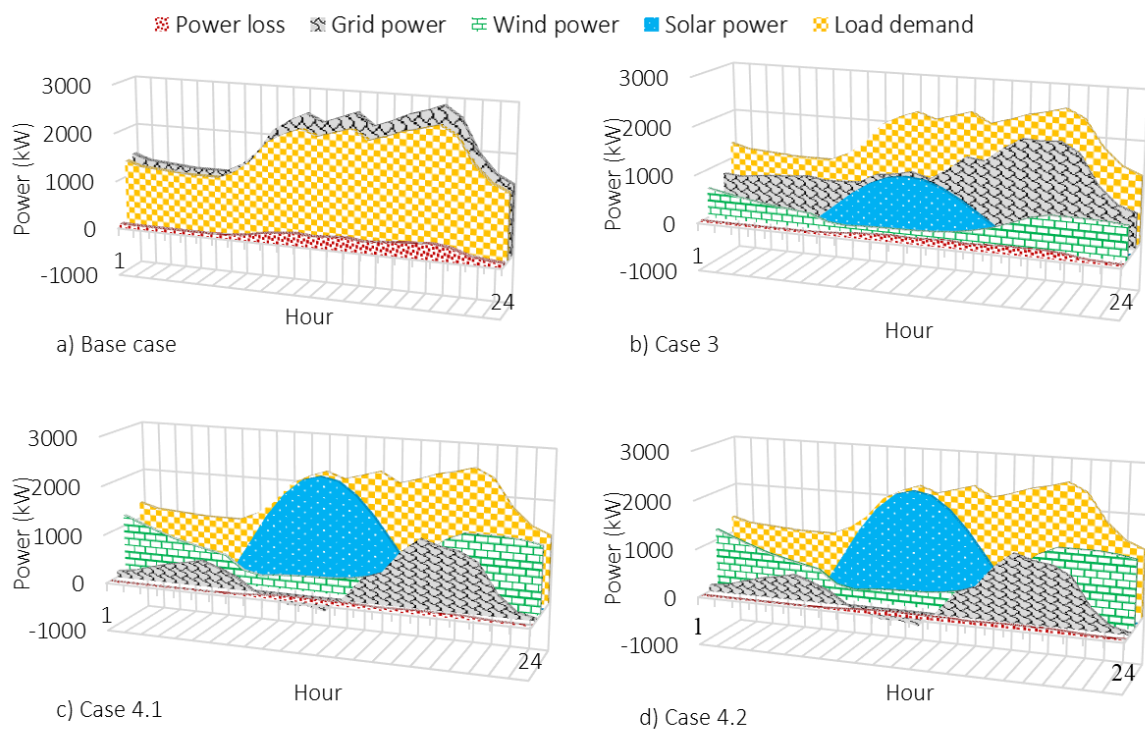 Power loss Grid power Wind power Solar power Load demand
3000
2000
1000
0
-1000
Power (kW)
1
24
Hour
a) Base case
3000
2000
1000
0
-1000
Power (kW)
1
24
Hour
b) Case 3
3000
2000
1000
0
-1000
Power (kW)
1
24
Hour
c) Case 4.1
3000
2000
1000
0
-1000
Power (kW)
1
24
Hour
d) Case 4.2